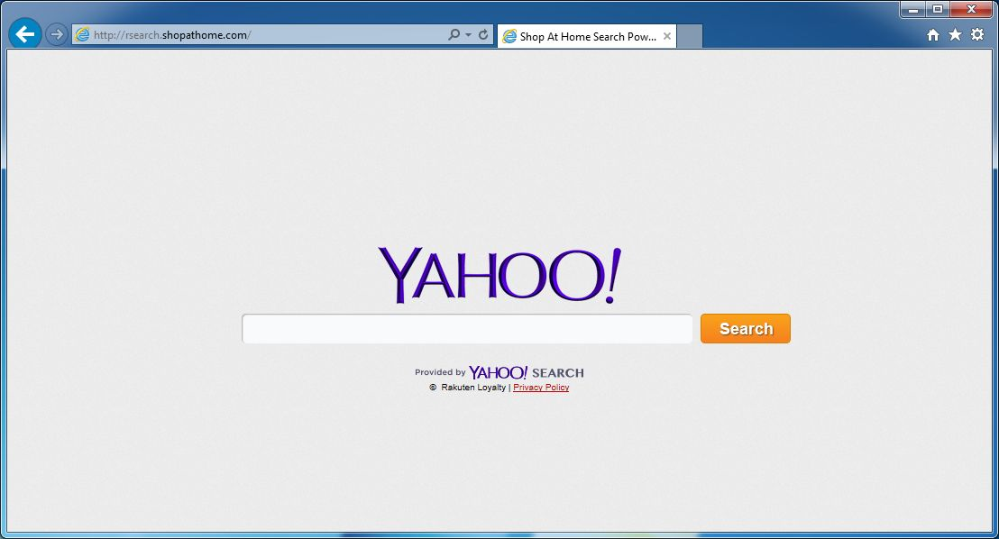 http://rsearch.shopathome.com/
Shop At Home Search Pow...
YAHOO!
Search
Provided by YAHOO! SEARCH
© Rakuten Loyalty | Privacy Policy